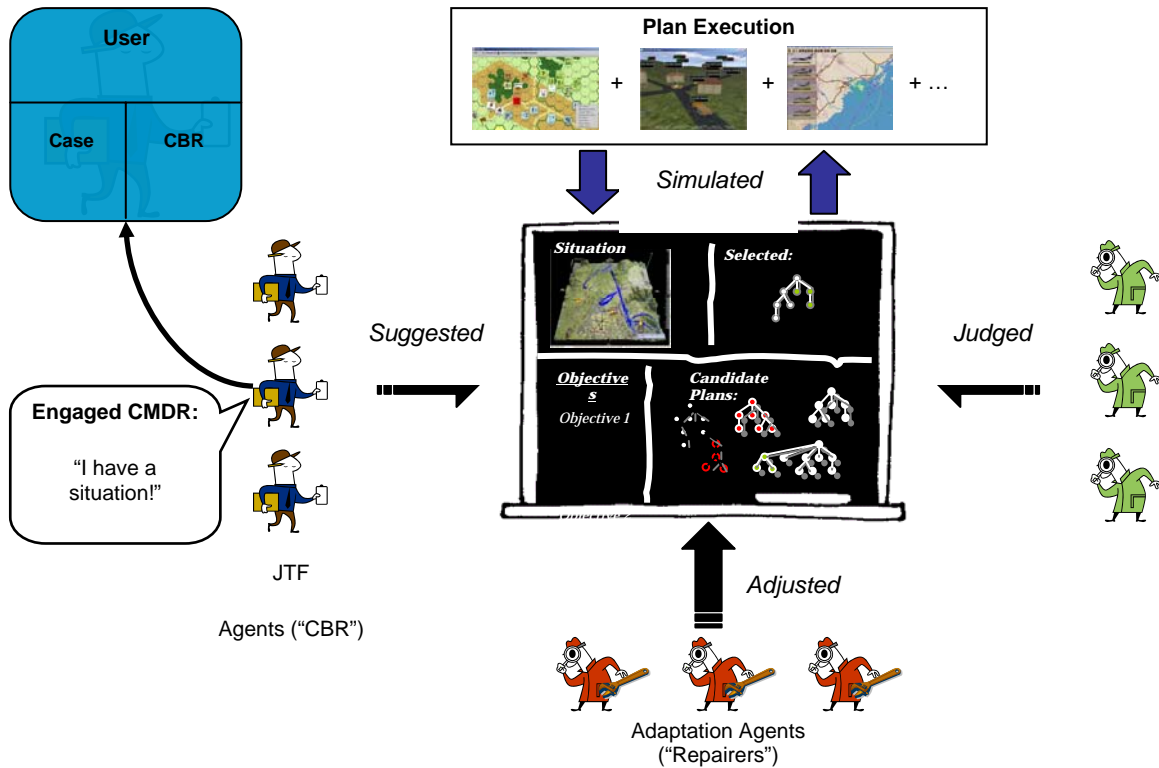 User
Case
CBR
Plan Execution
+
+
+ …
Simulated
Situation
Selected:
Suggested
Judged
Objective
s
Objective 1
Candidate
Plans:
Engaged CMDR:
“I have a
situation!”
JTF
Agents (“CBR”)
Adjusted
Adaptation Agents
(“Repairers”)